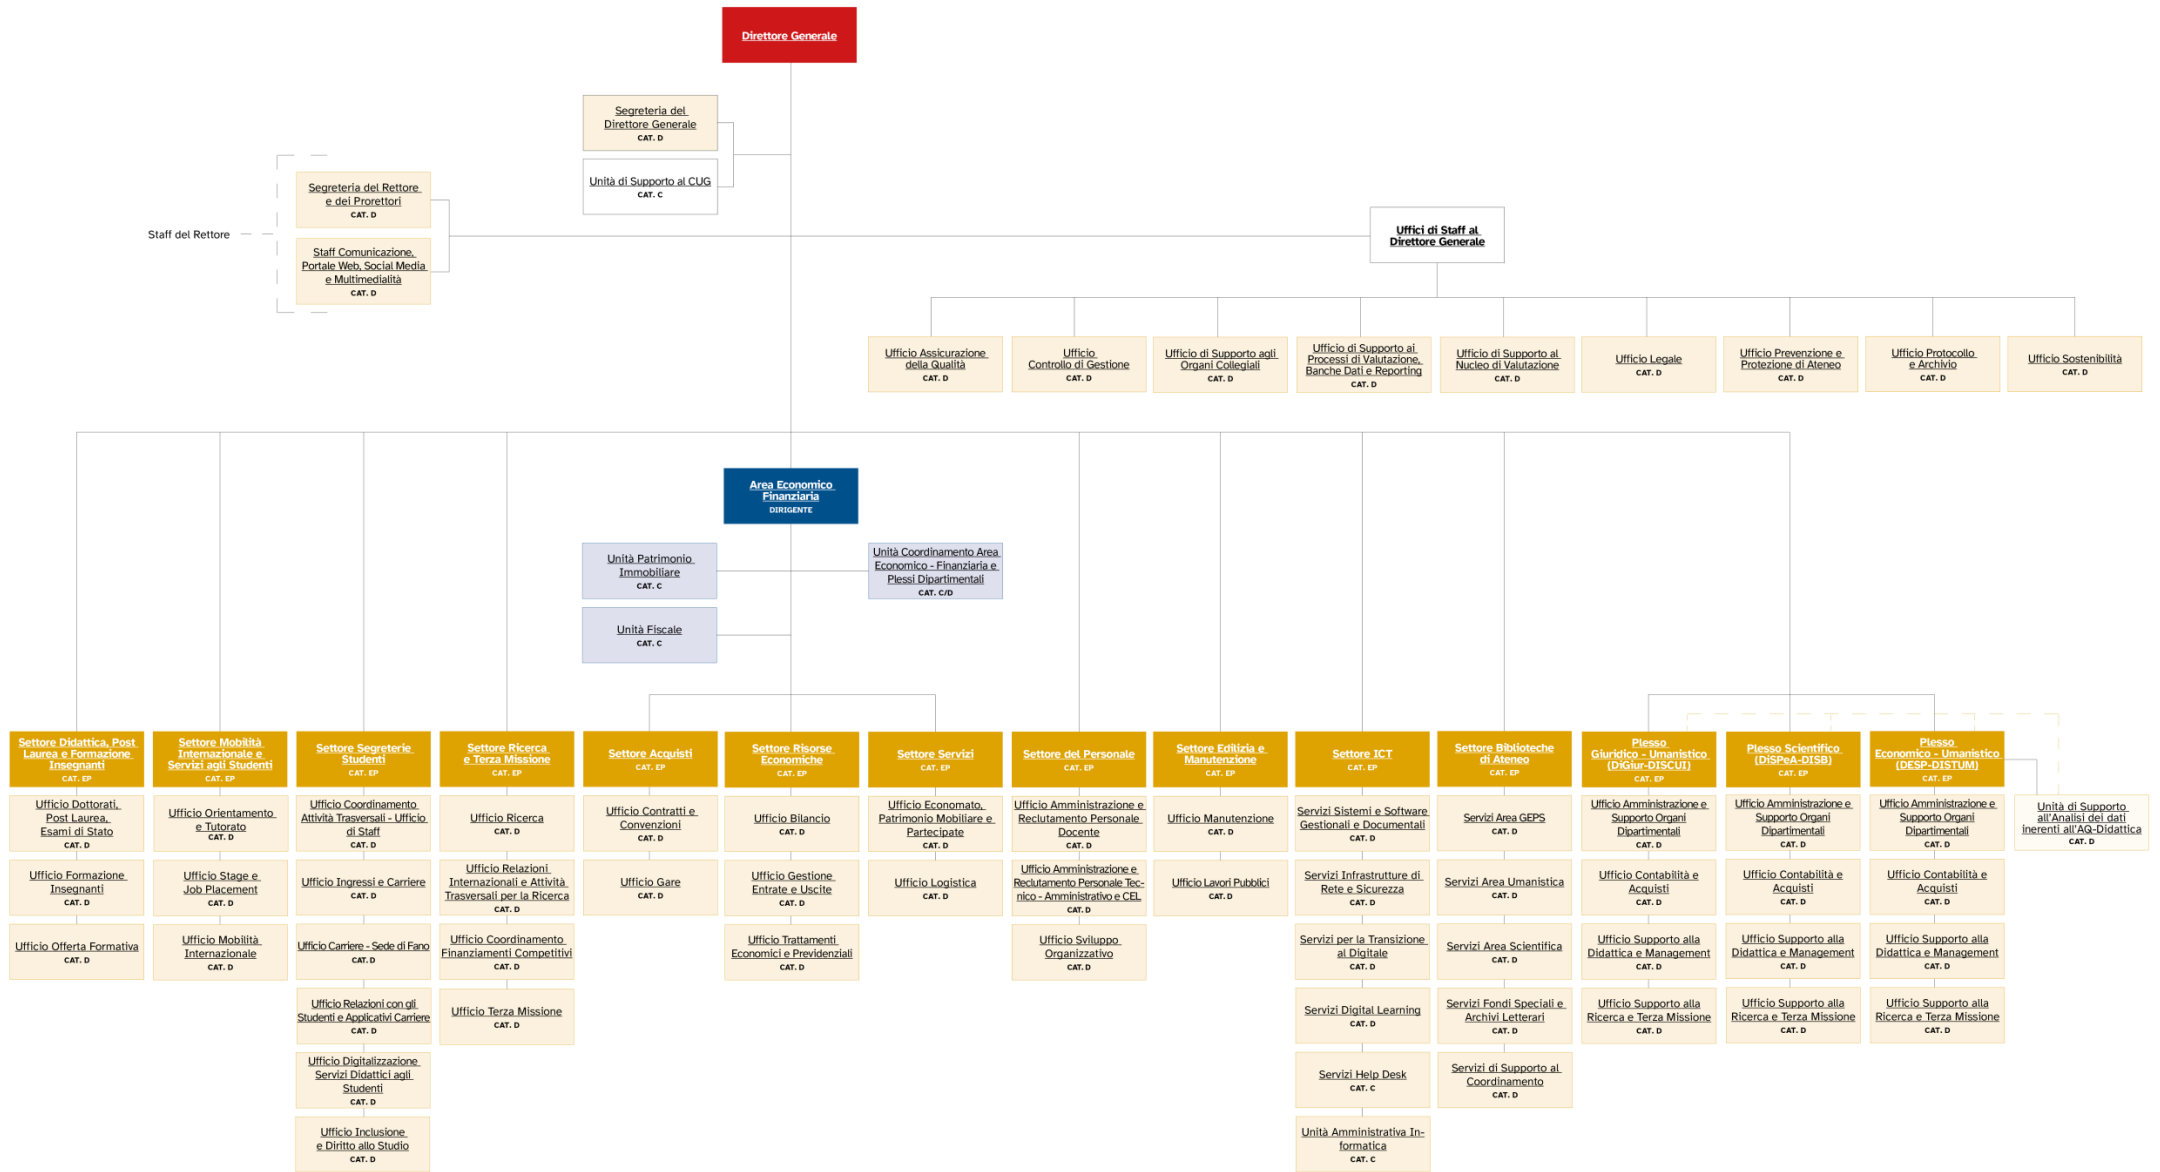 Direttore Generale
Segreteria del
Direttore Generale
CAT. D
Unità di Supporto al CUG
CAT. C
Staff del Rettore
Segreteria del Rettore
e dei Prorettori
CAT. D
Staff Comunicazione,
Portale Web, Social Media
e Multimedialità
CAT. D
Uffici di Staff al
Direttore Generale
Ufficio Assicurazione
della Qualità
CAT. D
Ufficio
Controllo di Gestione
CAT. D
Ufficio di Supporto agli
Organi Collegiali
CAT. D
Ufficio di Supporto ai
Processi di Valutazione,
Banche Dati e Reporting
CAT. D
Ufficio di Supporto al
Nucleo di Valutazione
CAT. D
Ufficio Legale
CAT. D
Ufficio Prevenzione e
Protezione di Ateneo
CAT. D
Ufficio Protocollo
e Archivio
CAT. D
Ufficio Sostenibilità
CAT. D
Area Economico
Finanziaria
DIRIGENTE
Unità Patrimonio
Immobiliare
CAT. C
Unità Coordinamento Area
Economico - Finanziaria e
Plessi Dipartimentali
CAT. C/D
Unità Fiscale
CAT. C
Settore Didattica, Post
Laurea e Formazione
Insegnanti
CAT. EP
Ufficio Dottorati,
Post Laurea,
Esami di Stato
CAT. D
Ufficio Formazione
Insegnanti
CAT. D
Ufficio Offerta Formativa
CAT. D
Settore Mobilità
Internazionale e
Servizi agli Studenti
CAT. EP
Ufficio Orientamento
e Tutorato
CAT. D
Ufficio Stage e
Job Placement
CAT. D
Ufficio Mobilità
Internazionale
CAT. D
Settore Segreterie
Studenti
CAT. EP
Ufficio Coordinamento
Attività Trasversali - Ufficio
di Staff
CAT. D
Ufficio Ingressi e Carriere
CAT. D
Ufficio Carriere - Sede di Fano
CAT. D
Ufficio Relazioni con gli
Studenti e Applicativi Carriere
CAT. D
Ufficio Digitalizzazione
Servizi Didattici agli
Studenti
CAT. D
Ufficio Inclusione
e Diritto allo Studio
CAT. D
Settore Ricerca
e Terza Missione
CAT. EP
Ufficio Ricerca
CAT. D
Ufficio Relazioni
Internazionali e Attività
Trasversali per la Ricerca
CAT. D
Ufficio Coordinamento
Finanziamenti Competitivi
CAT. D
Ufficio Terza Missione
CAT. D
Settore Acquisti
CAT. EP
Ufficio Contratti e
Convenzioni
CAT. D
Ufficio Gare
CAT. D
Settore Risorse
Economiche
CAT. EP
Ufficio Bilancio
CAT. D
Ufficio Gestione
Entrate e Uscite
CAT. D
Ufficio Trattamenti
Economici e Previdenziali
CAT. D
Settore Servizi
CAT. EP
Ufficio Economato,
Patrimonio Mobiliare e
Partecipate
CAT. D
Ufficio Logistica
CAT. D
Settore del Personale
CAT. EP
Ufficio Amministrazione e
Reclutamento Personale
Docente
CAT. D
Ufficio Amministrazione e
Reclutamento Personale Tec-
nico - Amministrativo e CEL
CAT. D
Ufficio Sviluppo
Organizzativo
CAT. D
Settore Edilizia e
Manutenzione
CAT. EP
Ufficio Manutenzione
CAT. D
Ufficio Lavori Pubblici
CAT. D
Settore ICT
CAT. EP
Servizi Sistemi e Software
Gestionali e Documentali
CAT. D
Servizi Infrastrutture di
Rete e Sicurezza
CAT. D
Servizi per la Transizione
al Digitale
CAT. D
Servizi Digital Learning
CAT. D
Servizi Help Desk
CAT. C
Unità Amministrativa In-
formatica
CAT. C
Settore Biblioteche
di Ateneo
CAT. EP
Servizi Area GEPS
CAT. D
Servizi Area Umanistica
CAT. D
Servizi Area Scientifica
CAT. D
Servizi Fondi Speciali e
Archivi Letterari
CAT. D
Servizi di Supporto al
Coordinamento
CAT. D
Plesso
Giuridico - Umanistico
(DiGiur-DISCUI)
CAT. EP
Ufficio Amministrazione e
Supporto Organi
Dipartimentali
CAT. D
Ufficio Contabilità e
Acquisti
CAT. D
Ufficio Supporto alla
Didattica e Management
CAT. D
Ufficio Supporto alla
Ricerca e Terza Missione
CAT. D
Plesso Scientifico
(DiSPeA-DISB)
CAT. EP
Ufficio Amministrazione e
Supporto Organi
Dipartimentali
CAT. D
Ufficio Contabilità e
Acquisti
CAT. D
Ufficio Supporto alla
Didattica e Management
CAT. D
Ufficio Supporto alla
Ricerca e Terza Missione
CAT. D
Plesso
Economico - Umanistico
(DESP-DISTUM)
CAT. EP
Ufficio Amministrazione e
Supporto Organi
Dipartimentali
CAT. D
Ufficio Contabilità e
Acquisti
CAT. D
Ufficio Supporto alla
Didattica e Management
CAT. D
Ufficio Supporto alla
Ricerca e Terza Missione
CAT. D
Unità di Supporto
all'Analisi dei dati
inerenti all'AQ-Didattica
CAT. D